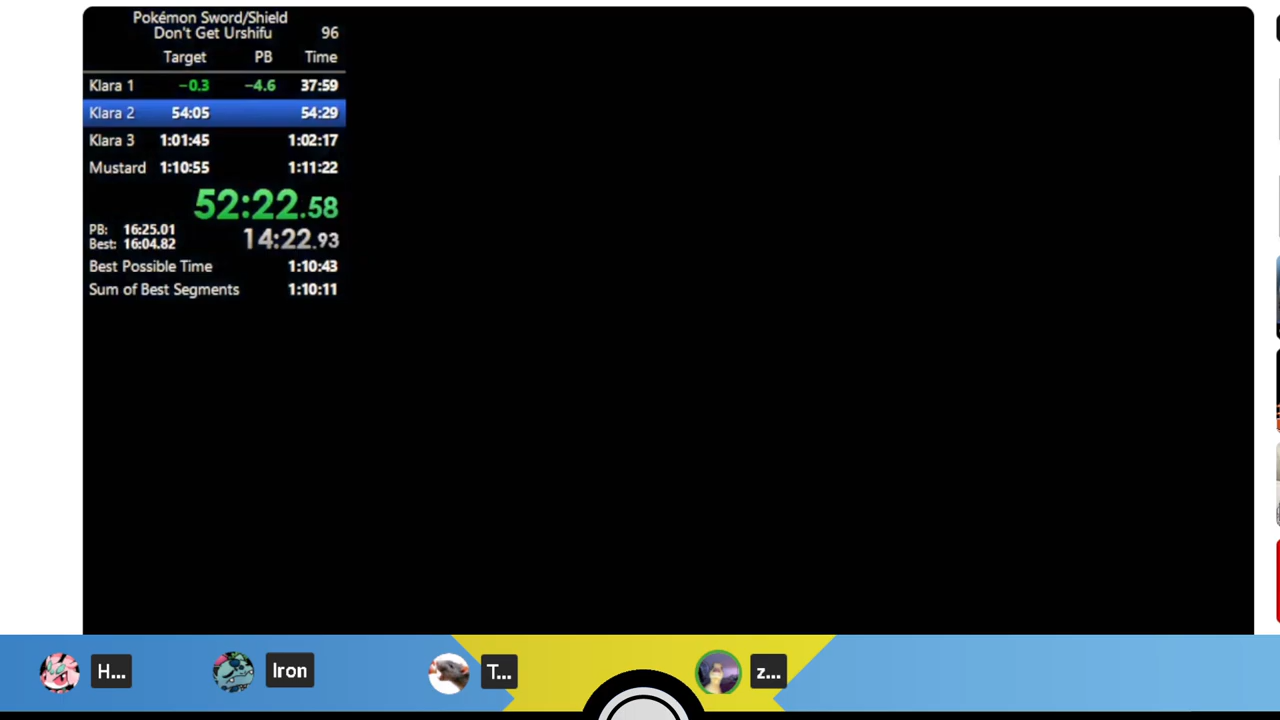 Pokémon Sword/Shield
Don't Get Urshifu 96
Target PB Time
Klara 1 −0.3 −4.6 37:59
Klara 2 54:05 54:29
Klara 3 1:01:45 1:02:17
Mustard 1:10:55 1:11:22
52:22.58
PB: 16:25.01
Best: 16:04.82
14:22.93
Best Possible Time 1:10:43
Sum of Best Segments 1:10:11
H... Iron T... z...